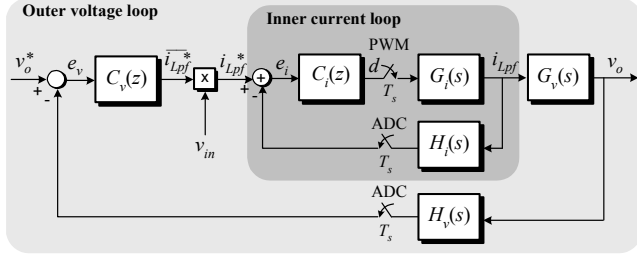 Outer voltage loop
Inner current loop
v_o* + - e_v C_v(z) i_Lpf* x i_Lpf* + - e_i C_i(z) d PWM T_s G_i(s) i_Lpf G_v(s) v_o
v_in
ADC T_s H_i(s)
ADC T_s H_v(s)